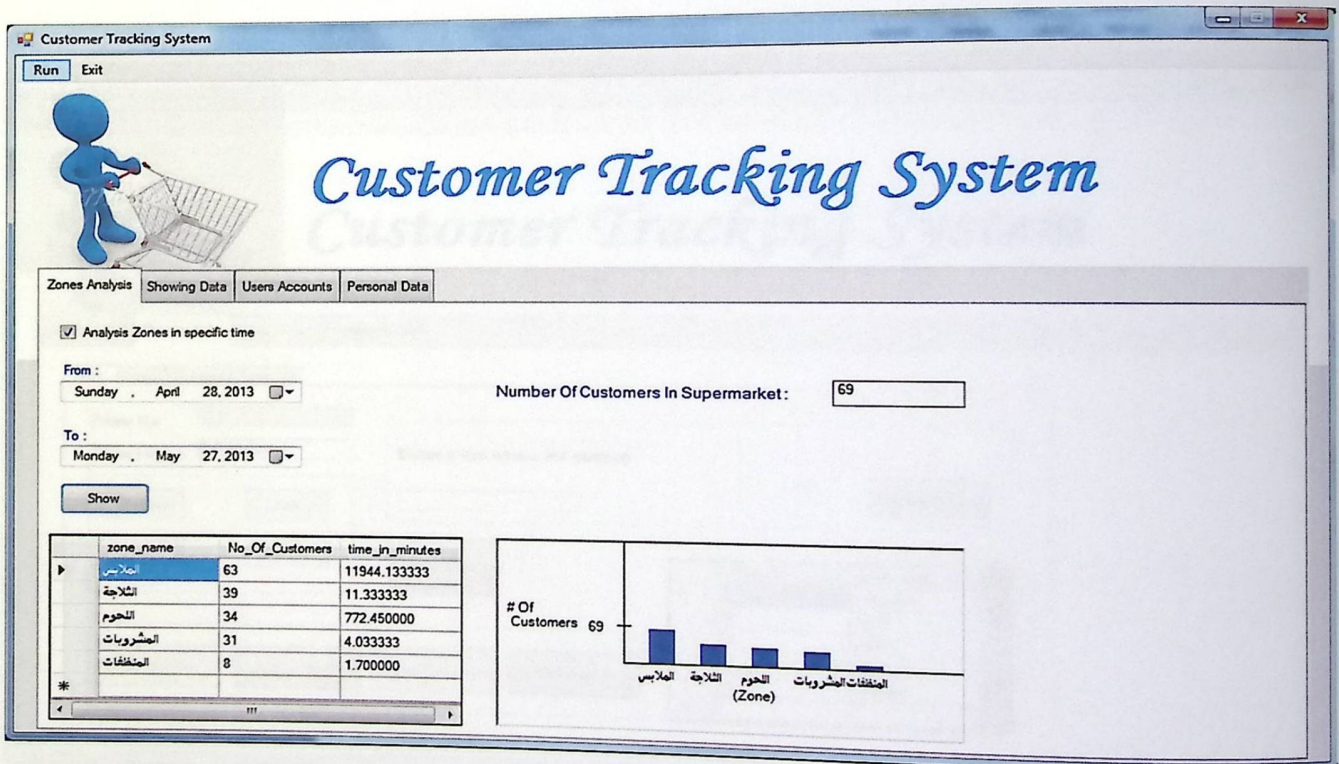 Customer Tracking System
Run Exit
Customer Tracking System
Zones Analysis Showing Data Users Accounts Personal Data
Analysis Zones in specific time
From :
Sunday , April 28, 2013
Number Of Customers In Supermarket : 69
To :
Monday , May 27, 2013
Show
zone_name No_Of_Customers time_in_minutes
الملابس 63 11944.133333
الثلاجة 39 11.333333
اللحوم 34 772.450000
المشروبات 31 4.033333
المنظفات 8 1.700000
# Of
Customers 69
الملابس الثلاجة اللحوم المشروبات المنظفات
(Zone)